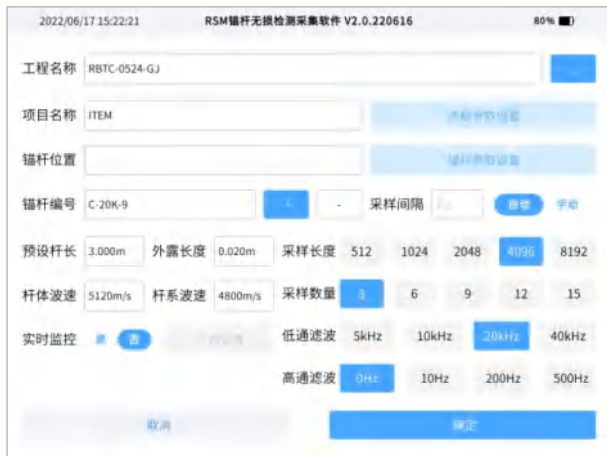 2022/06/17 15:22:21 RSM锚杆无损检测采集软件 V2.0.220616 80%
工程名称 RBTC-0524-GJ
项目名称 ITEM
锚杆位置
锚杆编号 C-20K-9 + - 采样间隔 自动 手动
预设杆长 3.000m 外露长度 0.020m 采样长度 512 1024 2048 4096 8192
杆体波速 5120m/s 杆系波速 4800m/s 采样数量 3 6 9 12 15
实时监控 是 否 低通滤波 5kHz 10kHz 20kHz 40kHz
高通滤波 0Hz 10Hz 200Hz 500Hz
取消 确定